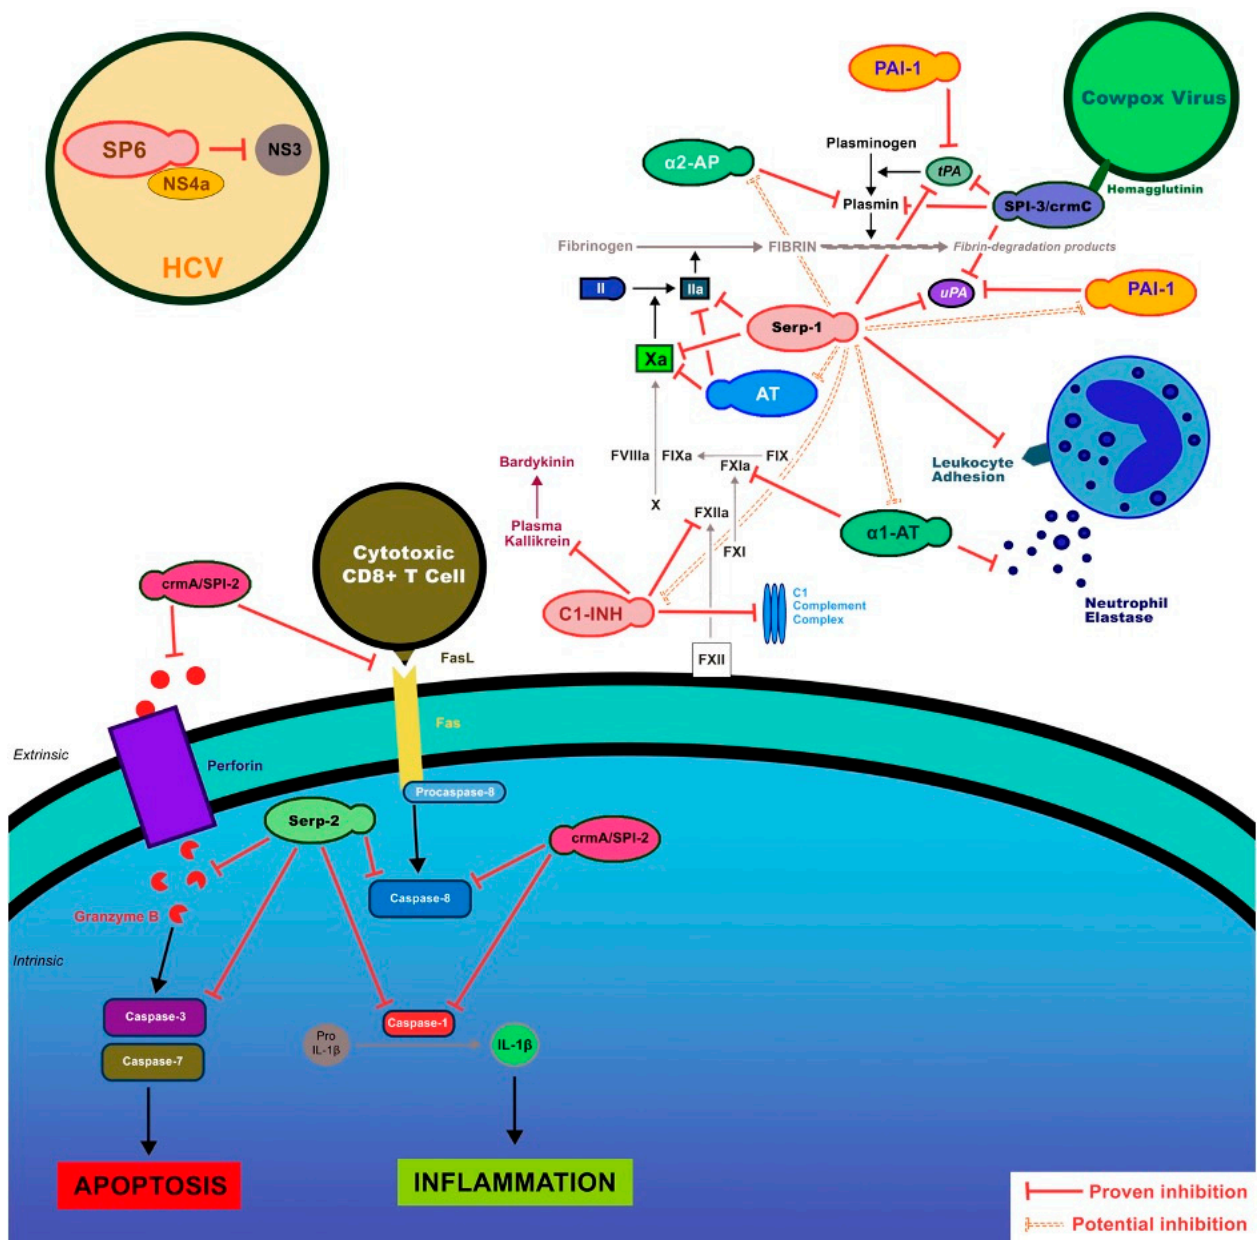 PAI-1
Cowpox Virus
SP6
NS3
NS4a
HCV
α2-AP
Plasminogen
tPA
Plasmin
SPI-3/crmC
Hemagglutinin
Fibrinogen
FIBRIN
Fibrin-degradation products
II
IIa
uPA
PAI-1
Serp-1
Xa
AT
FVIIIa
FIXa
FIX
FXIa
Leukocyte
Adhesion
Bardykinin
X
FXIIa
Plasma
Kallikrein
FXI
α1-AT
Cytotoxic
CD8+ T Cell
crmA/SPI-2
C1-INH
C1
Complement
Complex
Neutrophil
Elastase
FasL
FXII
Fas
Extrinsic
Perforin
Procaspase-8
Serp-2
crmA/SPI-2
Caspase-8
Granzyme B
Intrinsic
Caspase-3
Caspase-1
Pro
IL-1β
IL-1β
Caspase-7
APOPTOSIS
INFLAMMATION
Proven inhibition
Potential inhibition